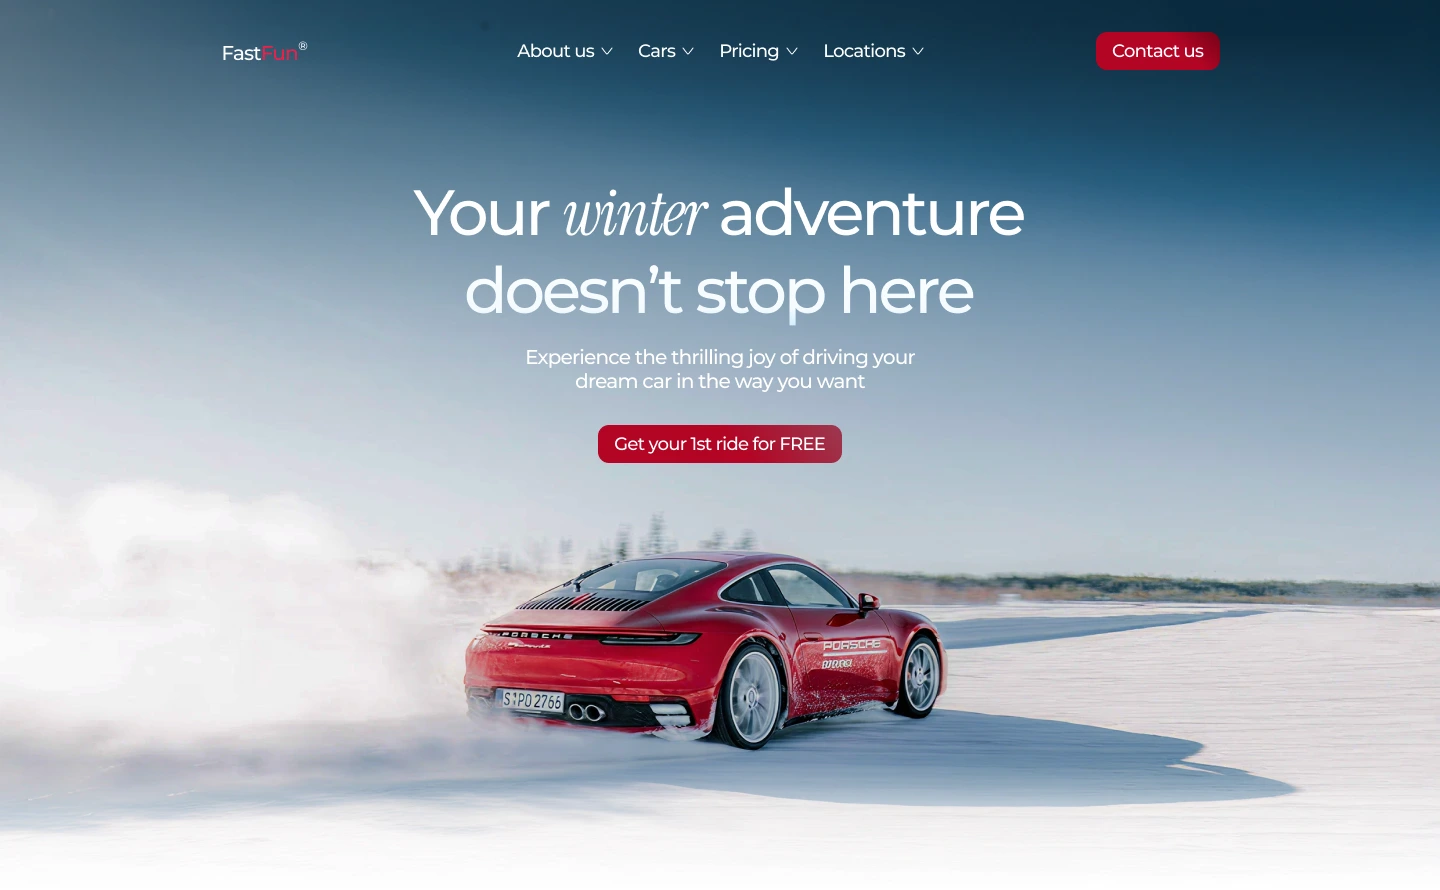 FastFun®
About us
Cars
Pricing
Locations
Contact us
Your winter adventure
doesn’t stop here
Experience the thrilling joy of driving your
dream car in the way you want
Get your 1st ride for FREE
PORSCHE
PORSCHE
S PO 2766